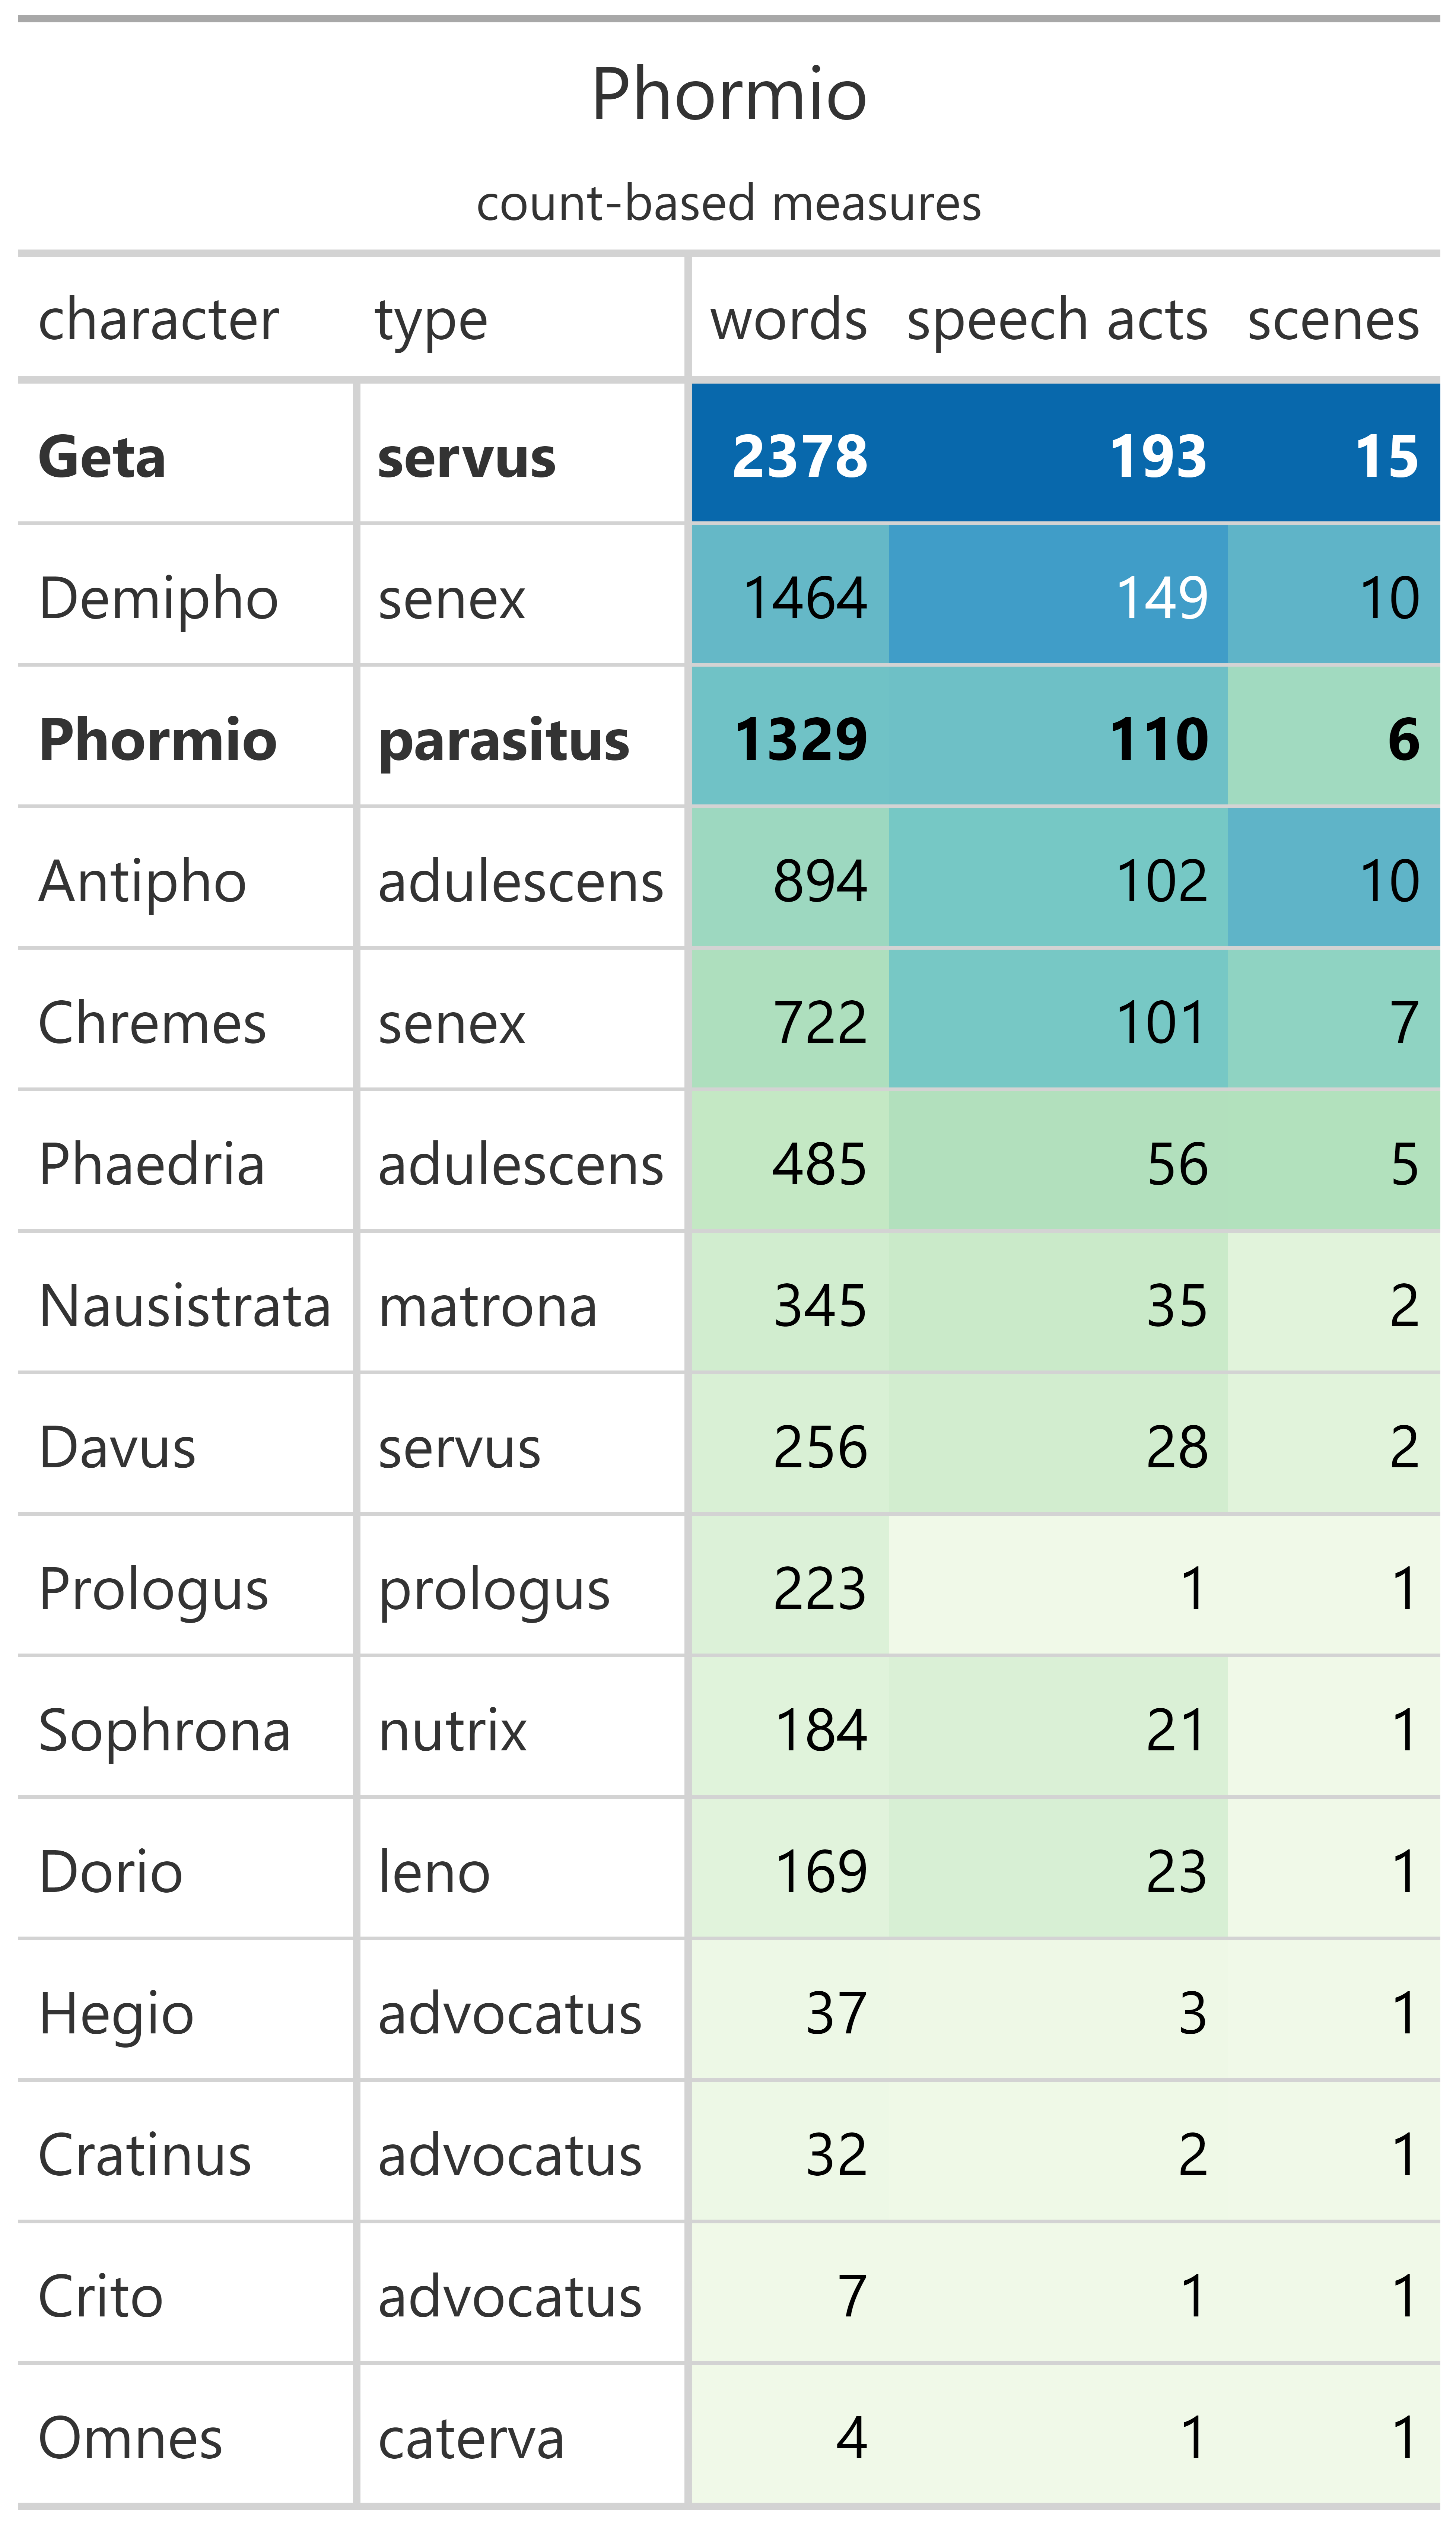 Phormio
count-based measures
character type words speech acts scenes
Geta servus 2378 193 15
Demipho senex 1464 149 10
Phormio parasitus 1329 110 6
Antipho adulescens 894 102 10
Chremes senex 722 101 7
Phaedria adulescens 485 56 5
Nausistrata matrona 345 35 2
Davus servus 256 28 2
Prologus prologus 223 1 1
Sophrona nutrix 184 21 1
Dorio leno 169 23 1
Hegio advocatus 37 3 1
Cratinus advocatus 32 2 1
Crito advocatus 7 1 1
Omnes caterva 4 1 1